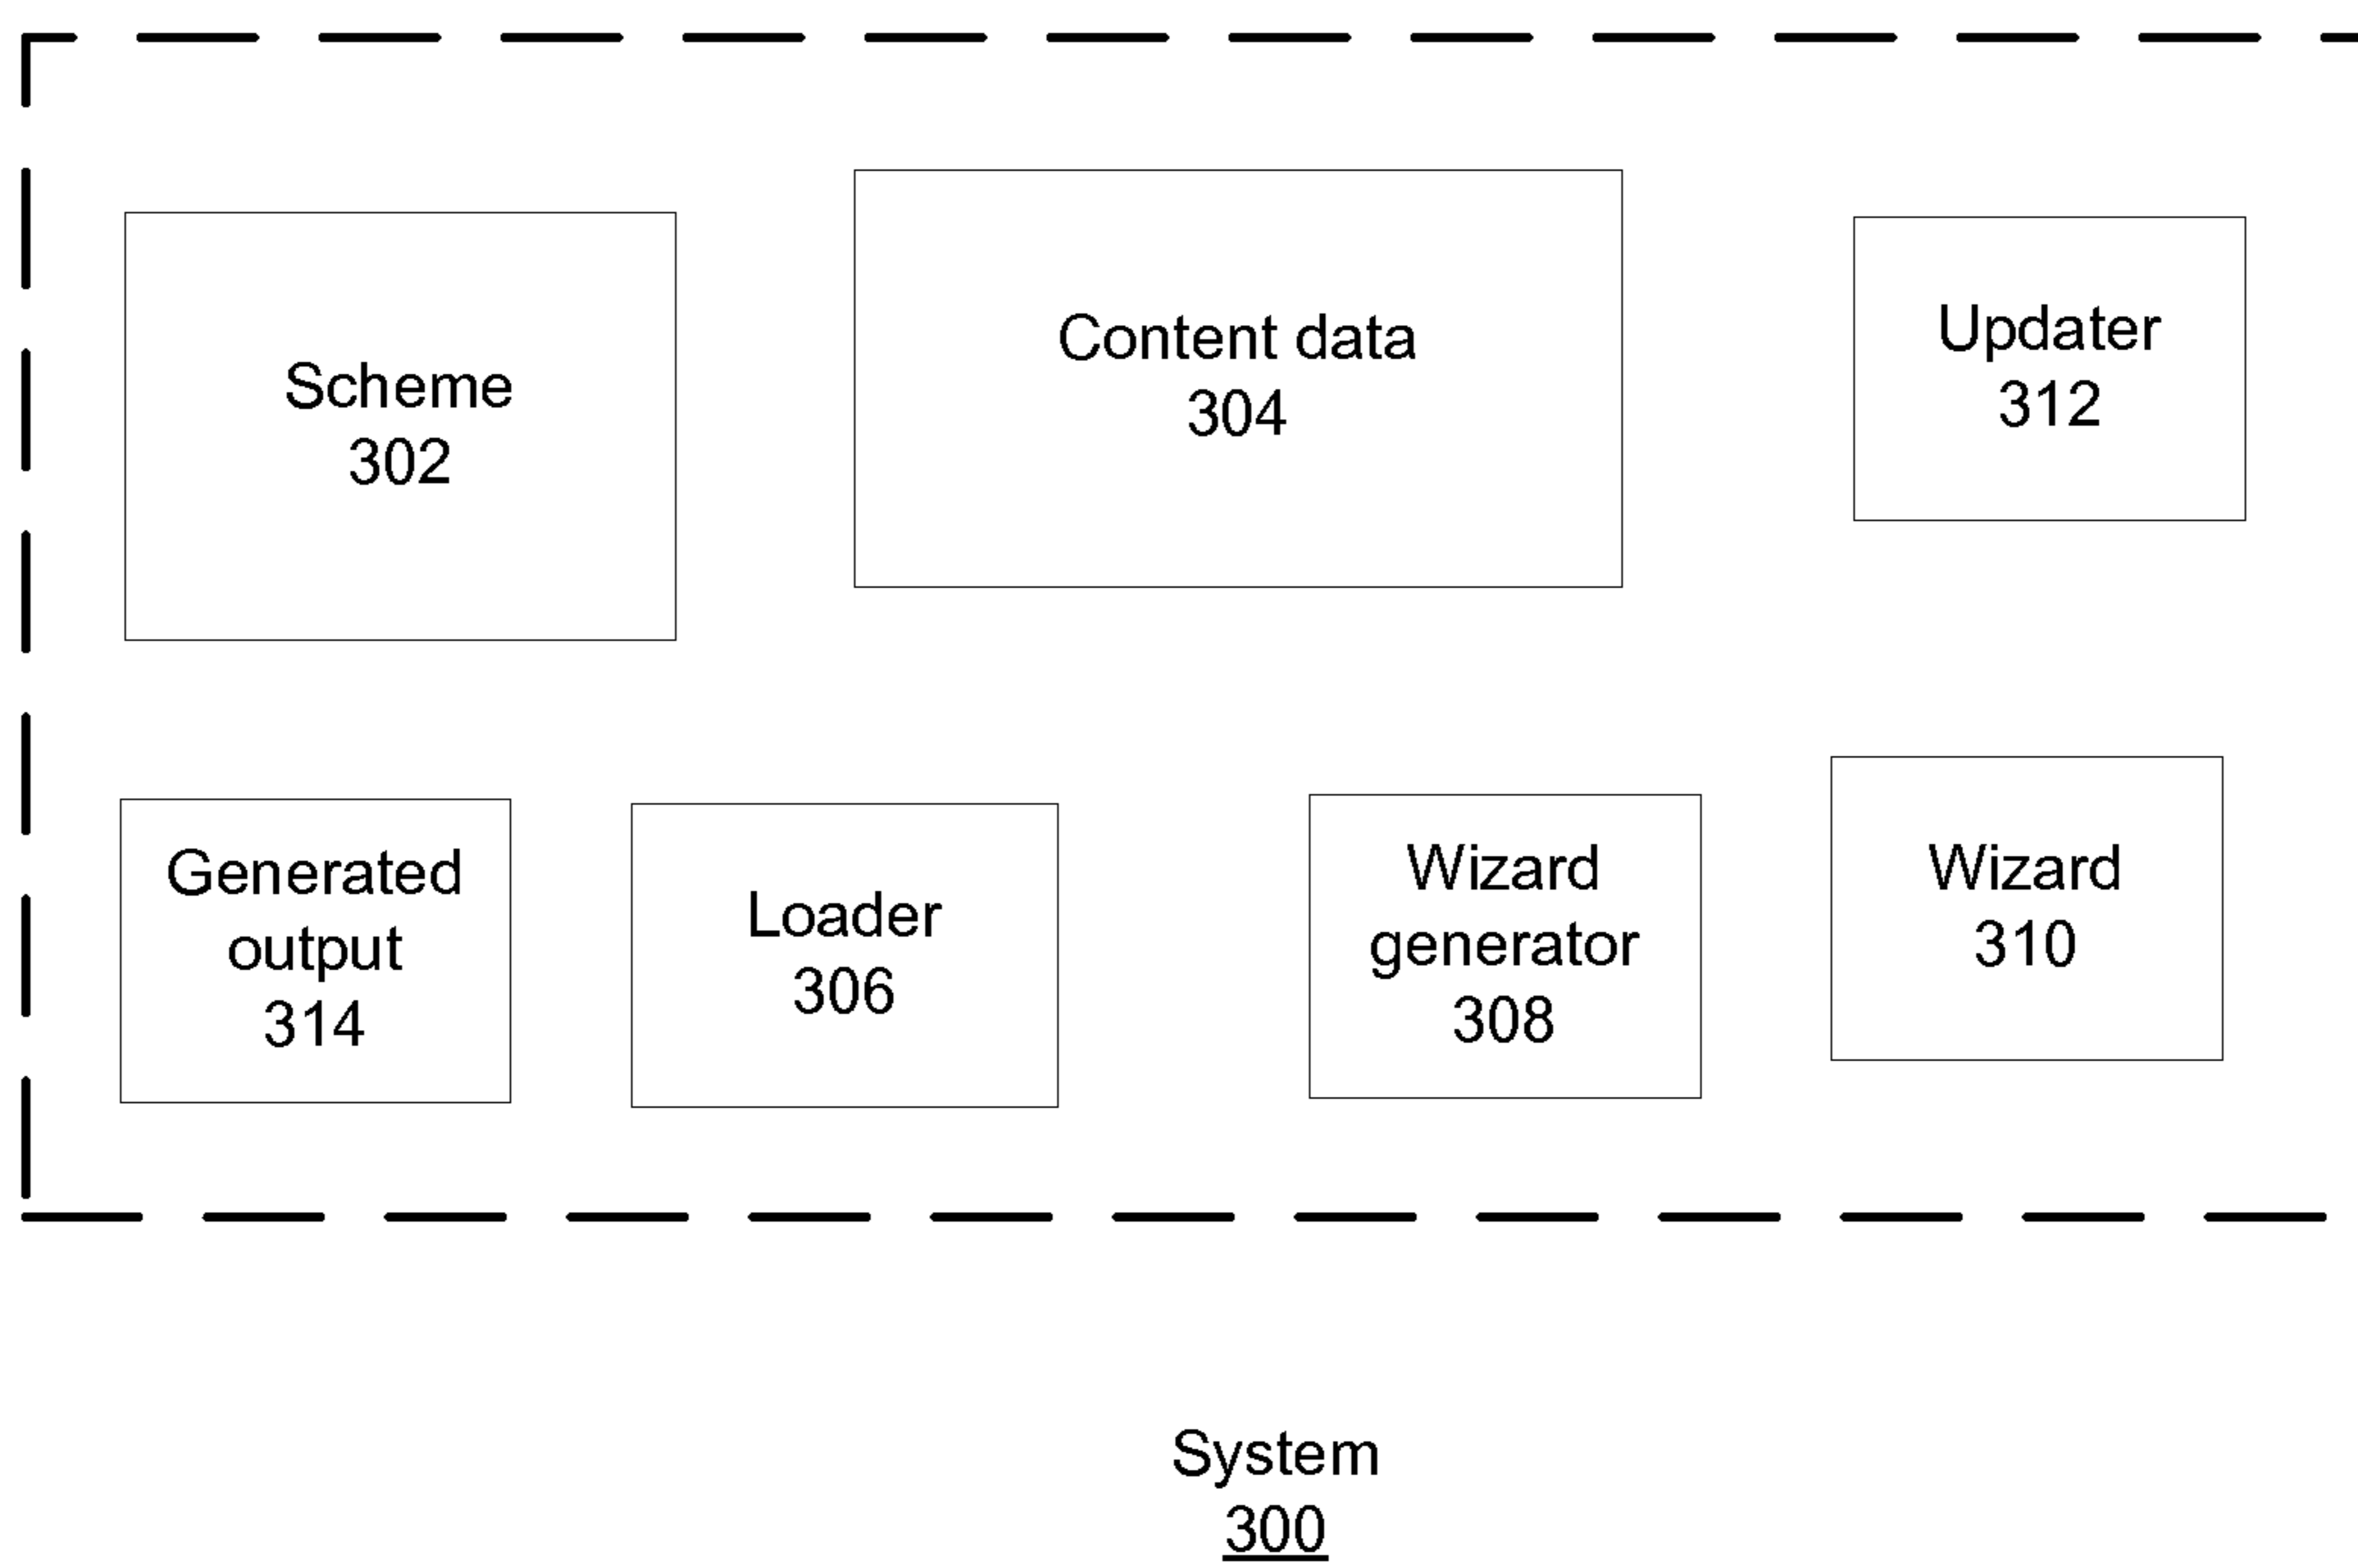 Scheme
302
Content data
304
Updater
312
Generated
output
314
Loader
306
Wizard
generator
308
Wizard
310
System
300